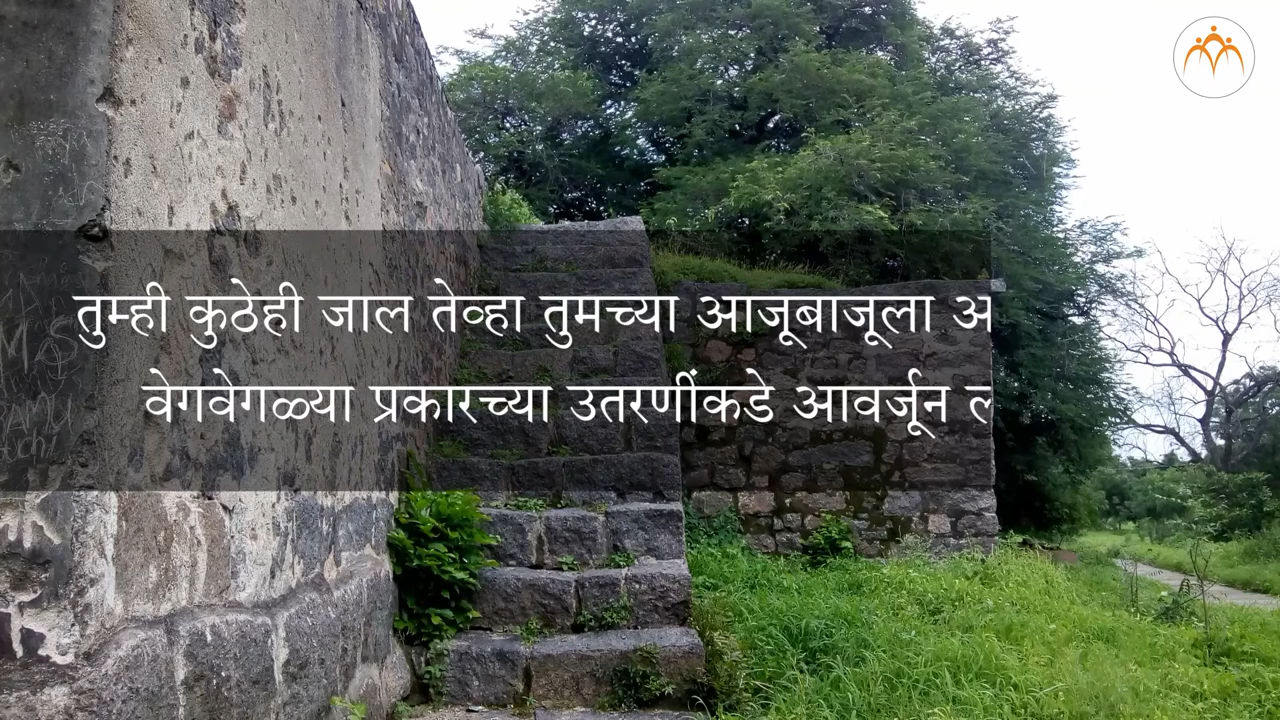 तुम्ही कुठेही जाल तेव्हा तुमच्या आजूबाजूला
वेगवेगळ्या प्रकारच्या उतरणींकडे आवर्जून